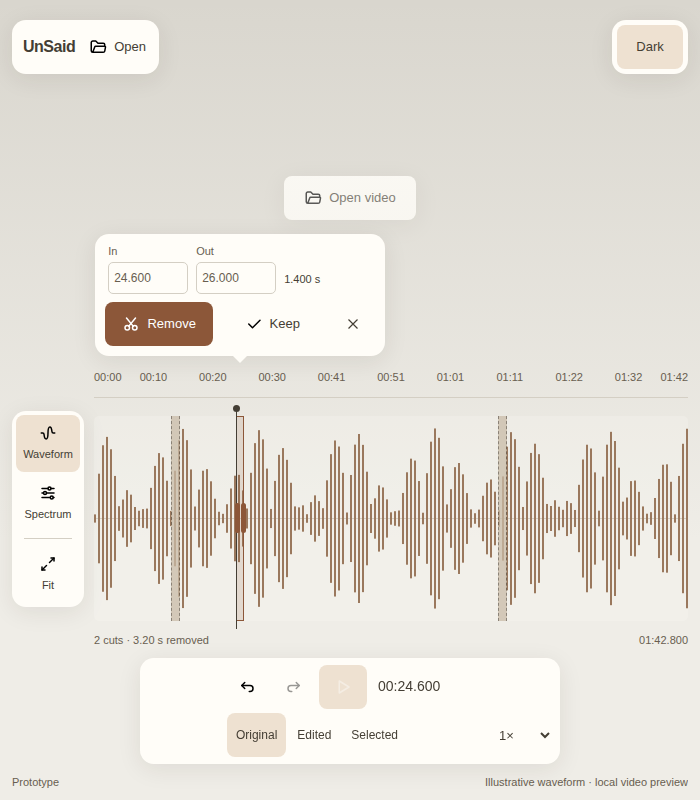 UnSaid Open Dark
Open video
In Out
24.600 26.000 1.400 s
Remove Keep
00:00 00:10 00:20 00:30 00:41 00:51 01:01 01:11 01:22 01:32 01:42
Waveform
Spectrum
Fit
2 cuts · 3.20 s removed 01:42.800
00:24.600
Original Edited Selected 1×
Prototype Illustrative waveform · local video preview